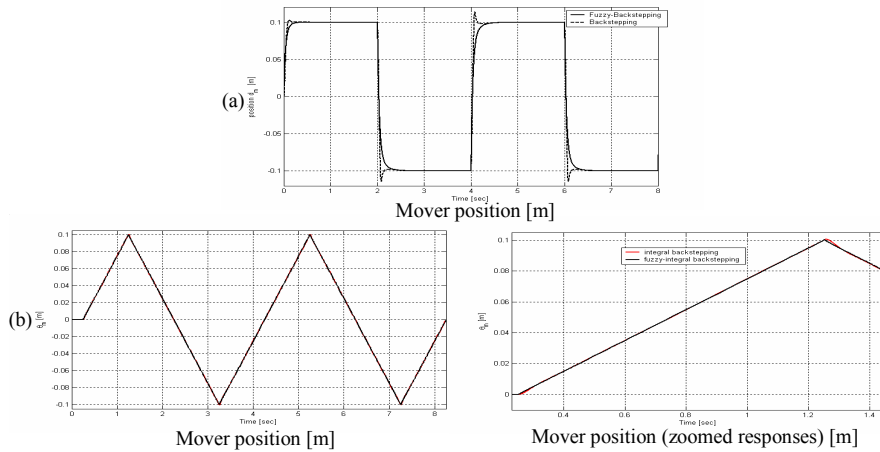 Fuzzy-Backstepping
Backstepping
0.1
0.05
0
-0.05
-0.1
0 1 2 3 4 5 6 7 8
Time [sec]
(a)
position d_m [m]
Mover position [m]
0.1
0.08
0.06
0.04
0.02
0
-0.02
-0.04
-0.06
-0.08
-0.1
0 1 2 3 4 5 6 7 8
Time [sec]
(b)
θ_m [m]
Mover position [m]
integral backstepping
fuzzy-integral backstepping
0.1
0.08
0.06
0.04
0.02
0
0.4 0.6 0.8 1 1.2 1.4
Time [sec]
θ_m [m]
Mover position (zoomed responses) [m]